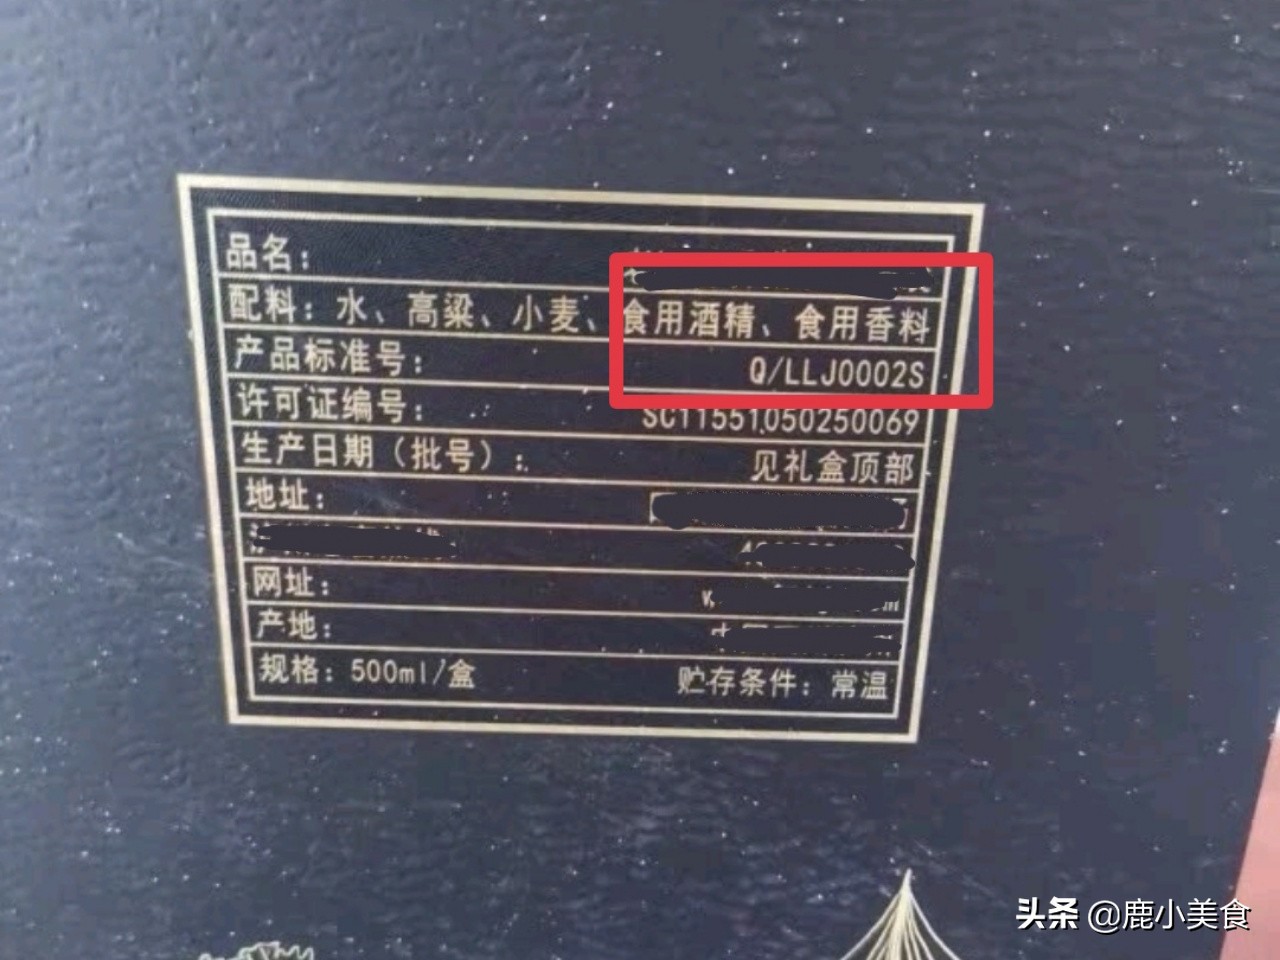 品名：
配料：水、高粱、小麦、食用酒精、食用香料
产品标准号： Q/LLJ0002S
许可证编号： SC11551050250069
生产日期（批号）： 见礼盒顶部
地址：
网址：
产地：
规格：500ml/盒 贮存条件：常温
头条 @鹿小美食